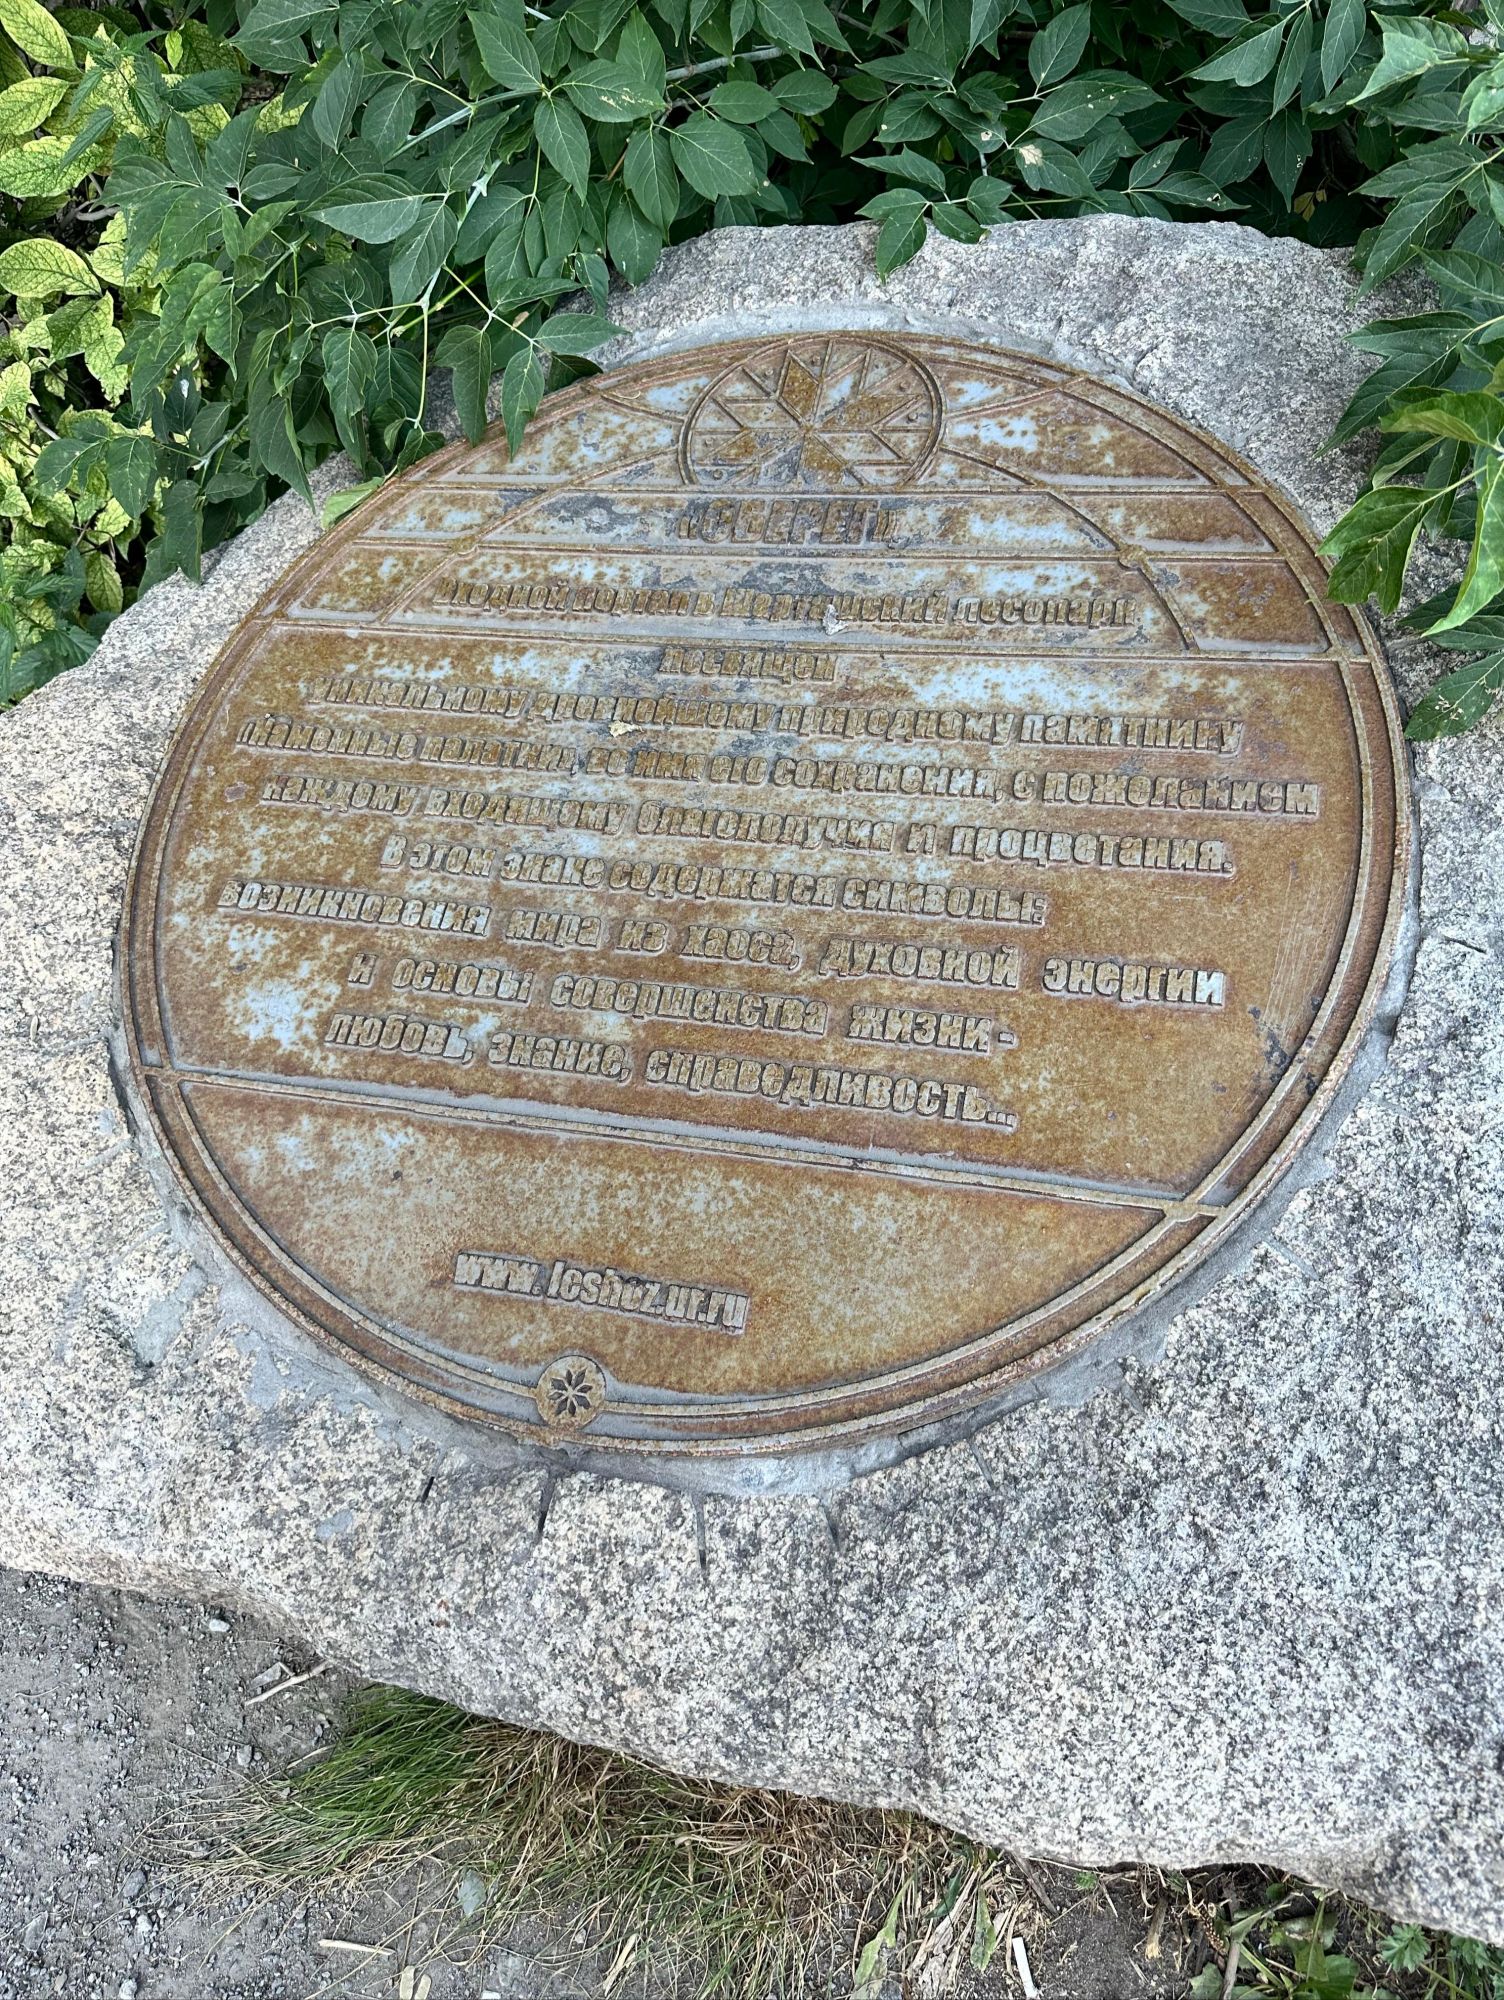 «ОБЕРЕГ»
Входной портал в Шарташский лесопарк
посвящен
уникальному древнейшему природному памятнику
«Каменные палатки», во имя его сохранения, с пожеланием
каждому входящему благополучия и процветания.
В этом знаке содержатся символы:
возникновения мира из хаоса, духовной энергии
и основы совершенства жизни -
любовь, знание, справедливость...
www.leshoz.ur.ru